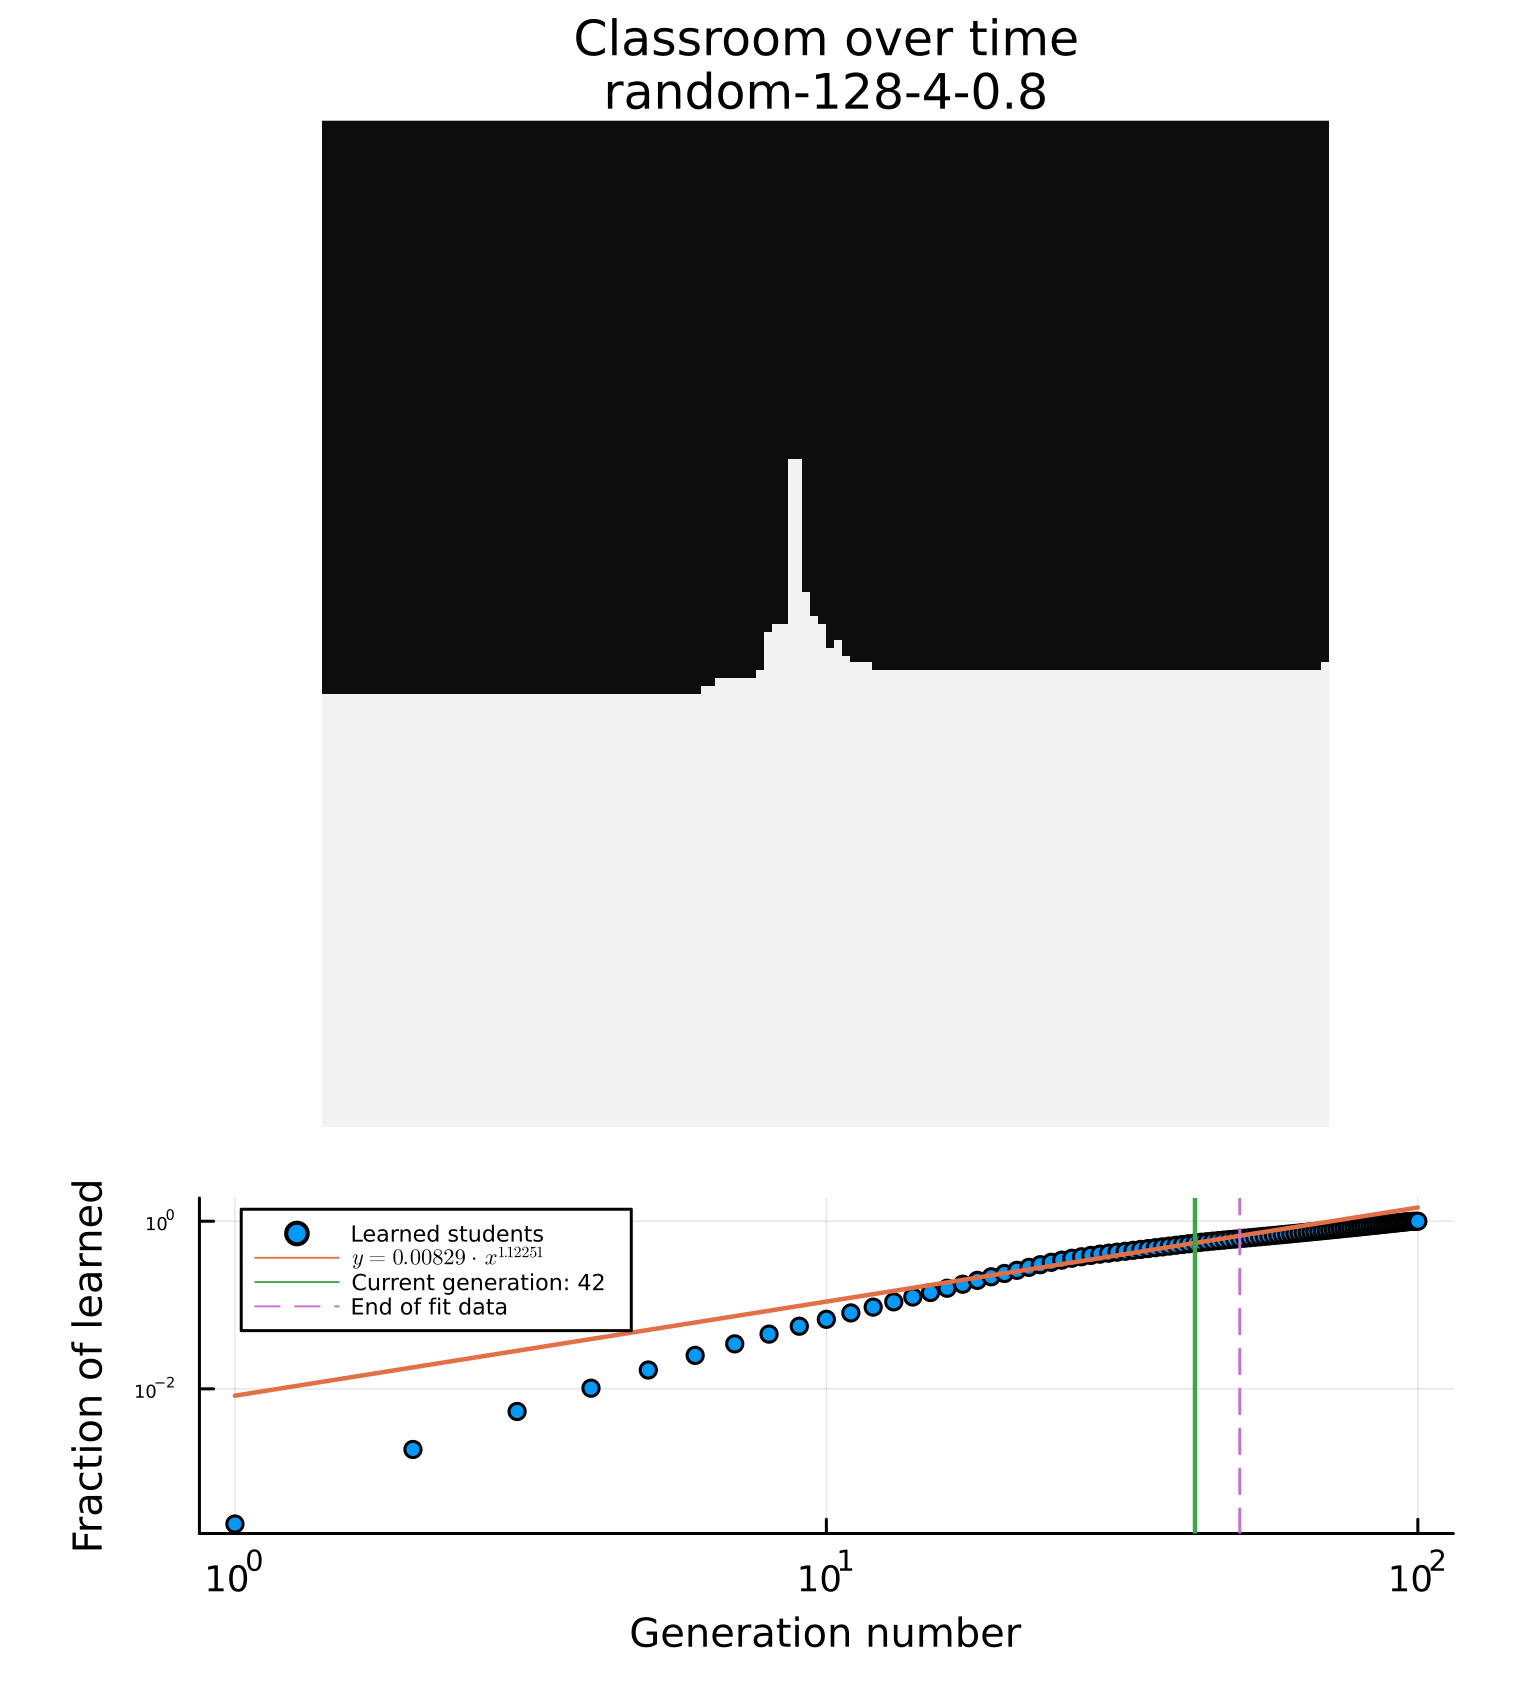 Classroom over time
random-128-4-0.8
Fraction of learned
10^0
10^-2
Learned students
y = 0.00829 · x^1.12251
Current generation: 42
End of fit data
10^0
10^1
10^2
Generation number